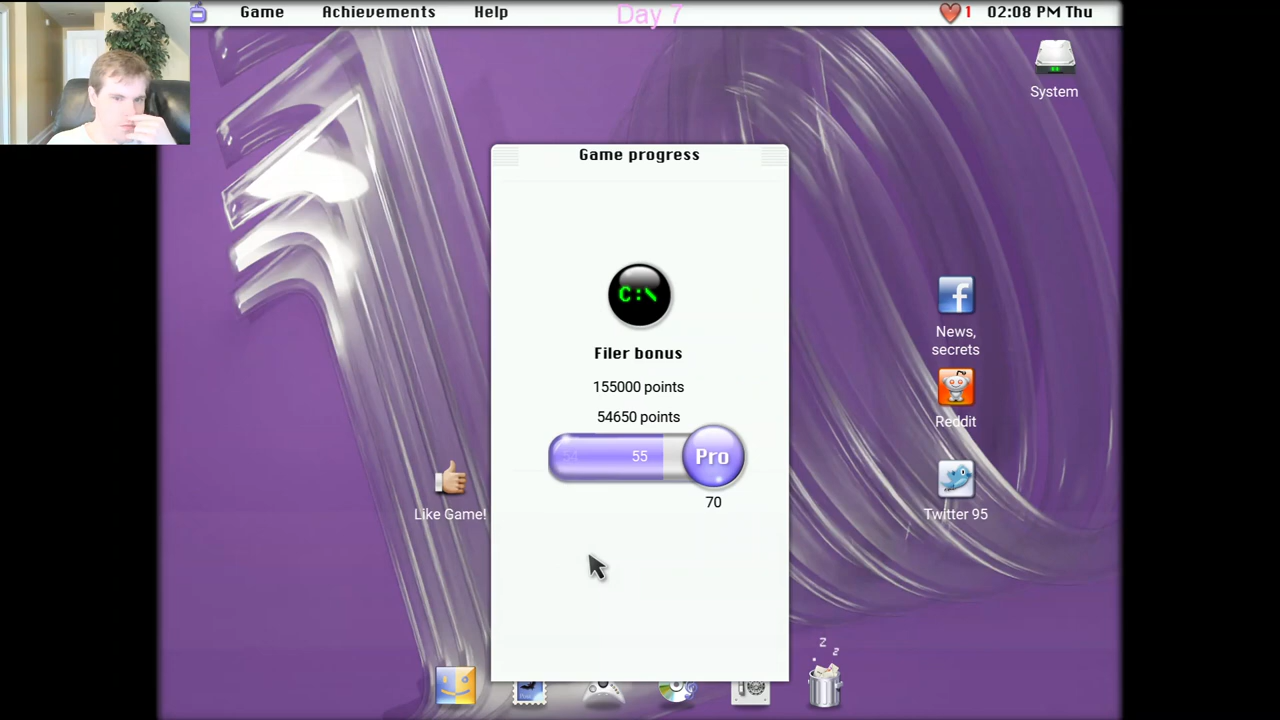 Game Achievements Help Day 7 1 02:08 PM Thu
System
Game progress
C:\
Filer bonus
155000 points
54650 points
55 Pro
70
News,
secrets
Reddit
Like Game!
Twitter 95
z
z